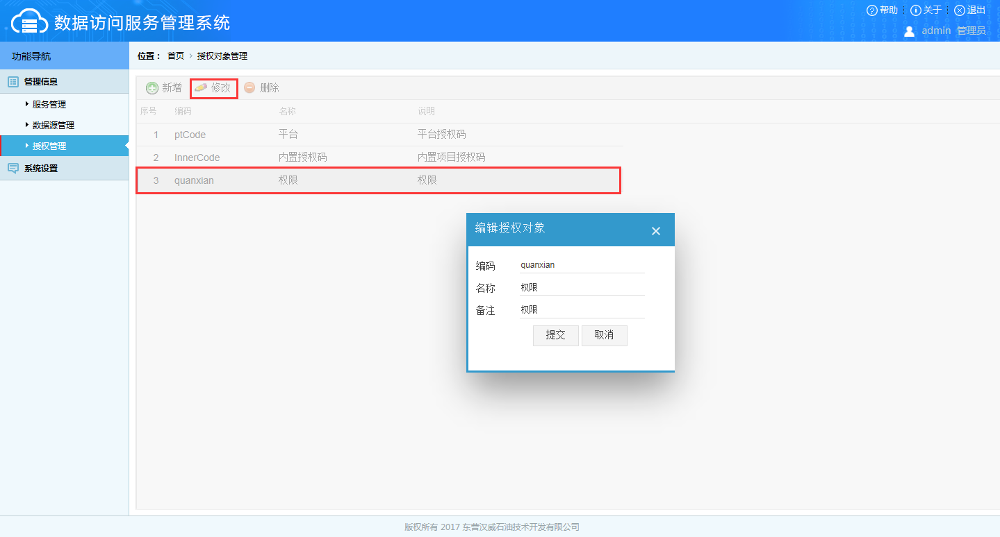 数据访问服务管理系统
帮助 关于 退出
admin 管理员
功能导航
位置： 首页 > 授权对象管理
管理信息
服务管理
数据源管理
授权管理
系统设置
新增 修改 删除
序号 编码 名称 说明
1 ptCode 平台 平台授权码
2 InnerCode 内置授权码 内置项目授权码
3 quanxian 权限 权限
编辑授权对象
编码 quanxian
名称 权限
备注 权限
提交 取消
版权所有 2017 东营汉威石油技术开发有限公司